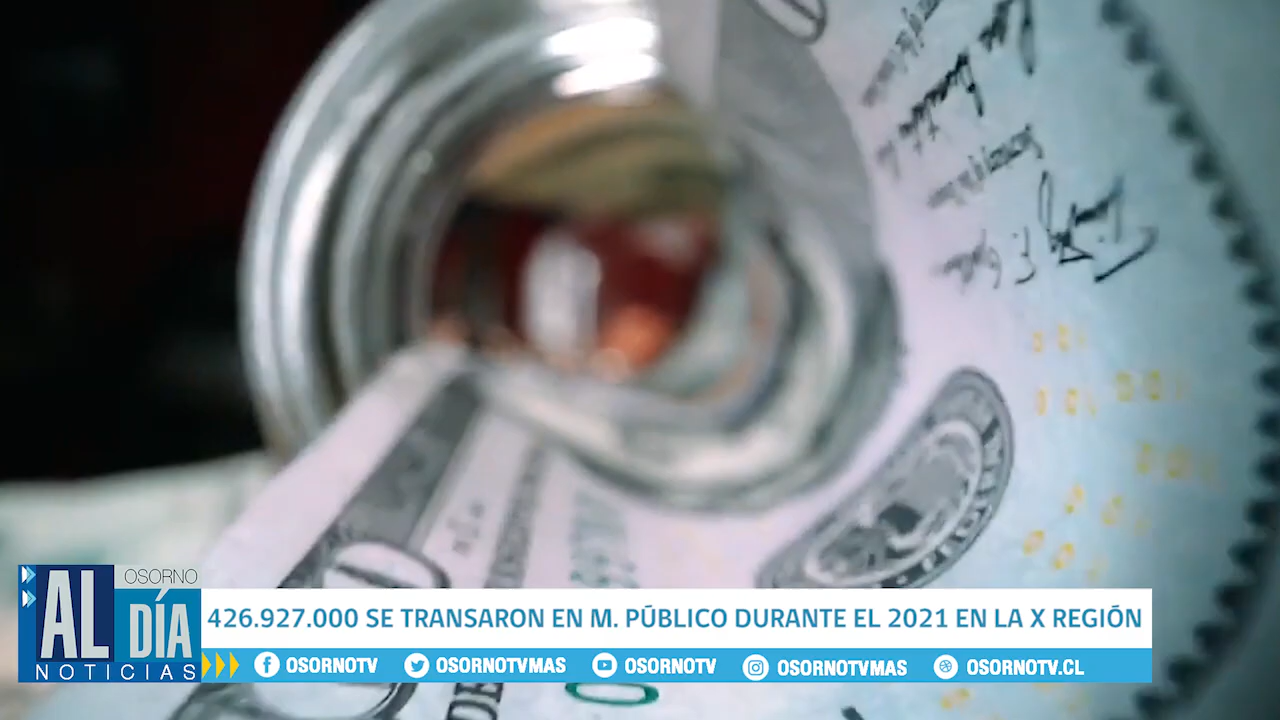 OSORNO
AL DÍA
NOTICIAS
426.927.000 SE TRANSARON EN M. PÚBLICO DURANTE EL 2021 EN LA X REGIÓN
OSORNOTV OSORNOTVMAS OSORNOTV OSORNOTVMAS OSORNOTV.CL